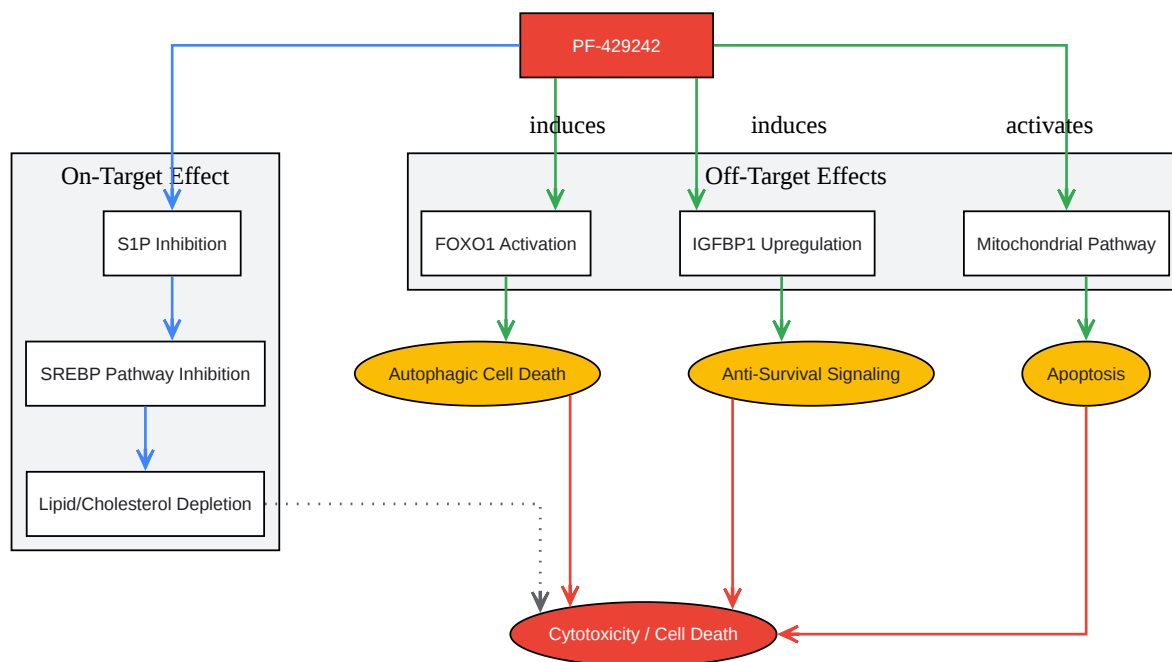 PF-429242
induces
induces
activates
On-Target Effect
Off-Target Effects
S1P Inhibition
FOXO1 Activation
IGFBP1 Upregulation
Mitochondrial Pathway
SREBP Pathway Inhibition
Autophagic Cell Death
Anti-Survival Signaling
Apoptosis
Lipid/Cholesterol Depletion
Cytotoxicity / Cell Death